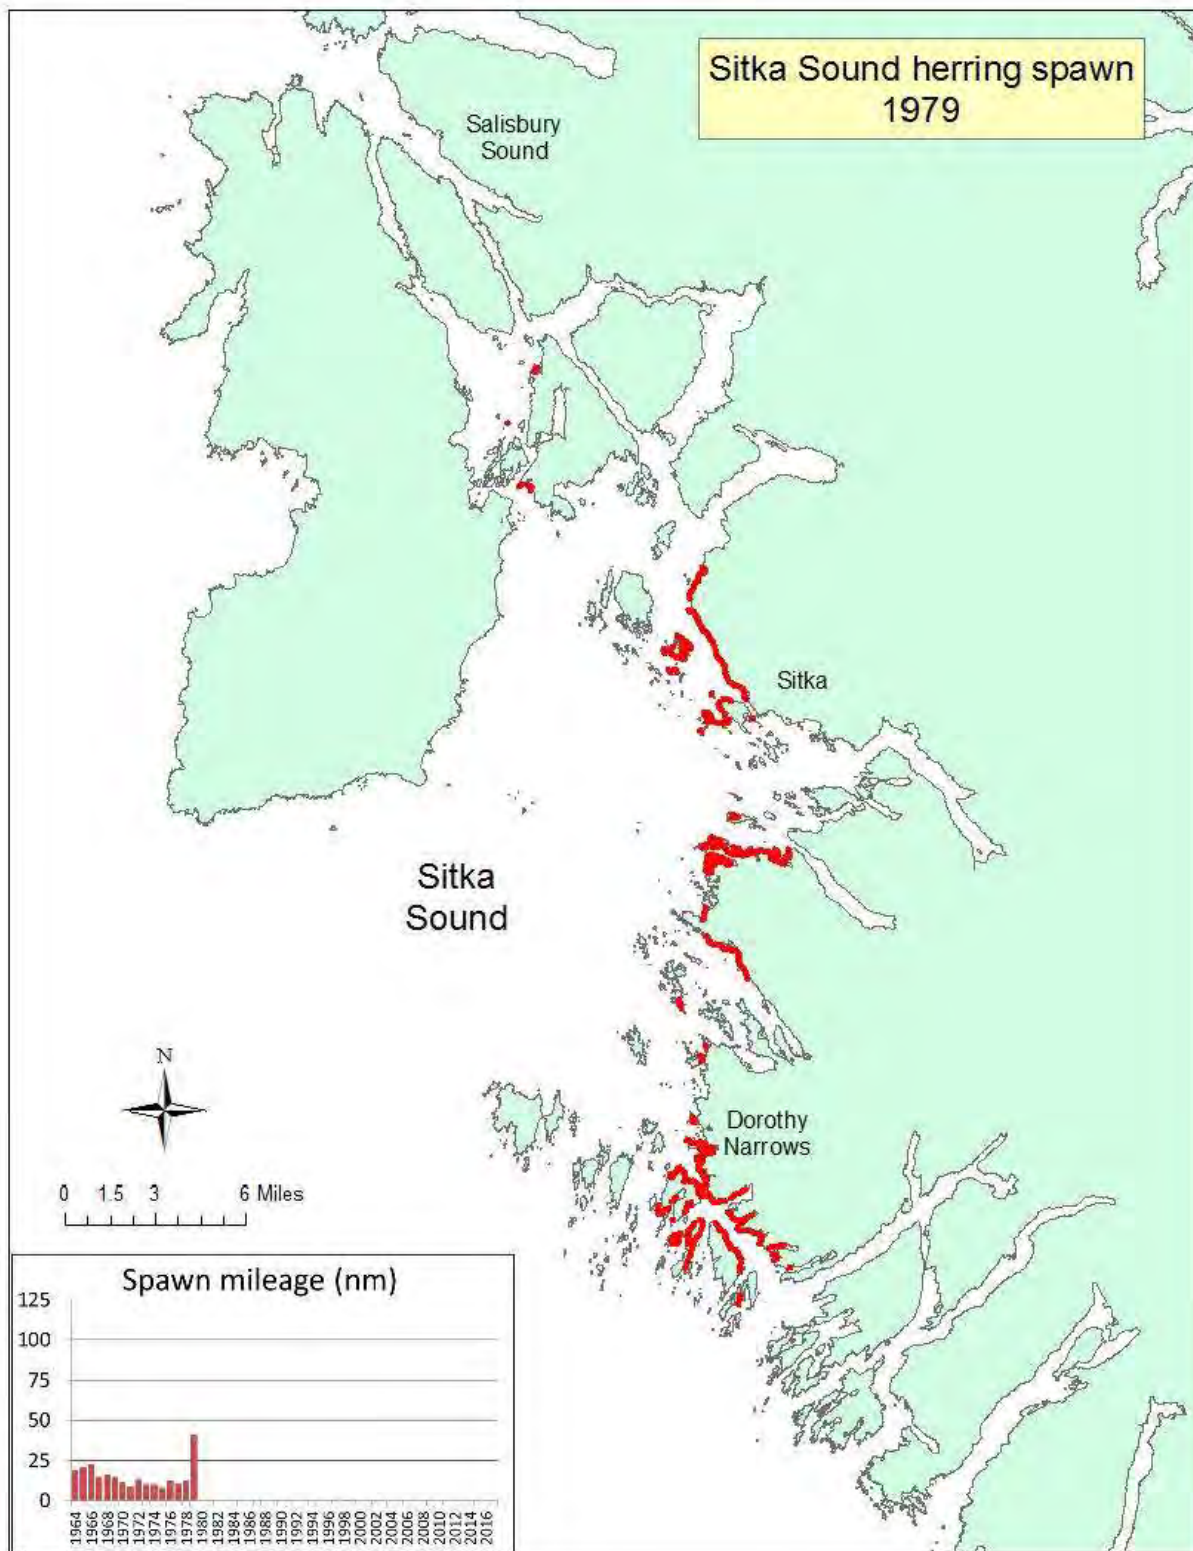 Sitka Sound herring spawn
1979
Salisbury
Sound
Sitka
Sitka
Sound
N
Dorothy
Narrows
0 1.5 3 6 Miles
Spawn mileage (nm)
125
100
75
50
25
0
1964 1966 1968 1970 1972 1974 1976 1978 1980 1982 1984 1986 1988 1990 1992 1994 1996 1998 2000 2002 2004 2006 2008 2010 2012 2014 2016